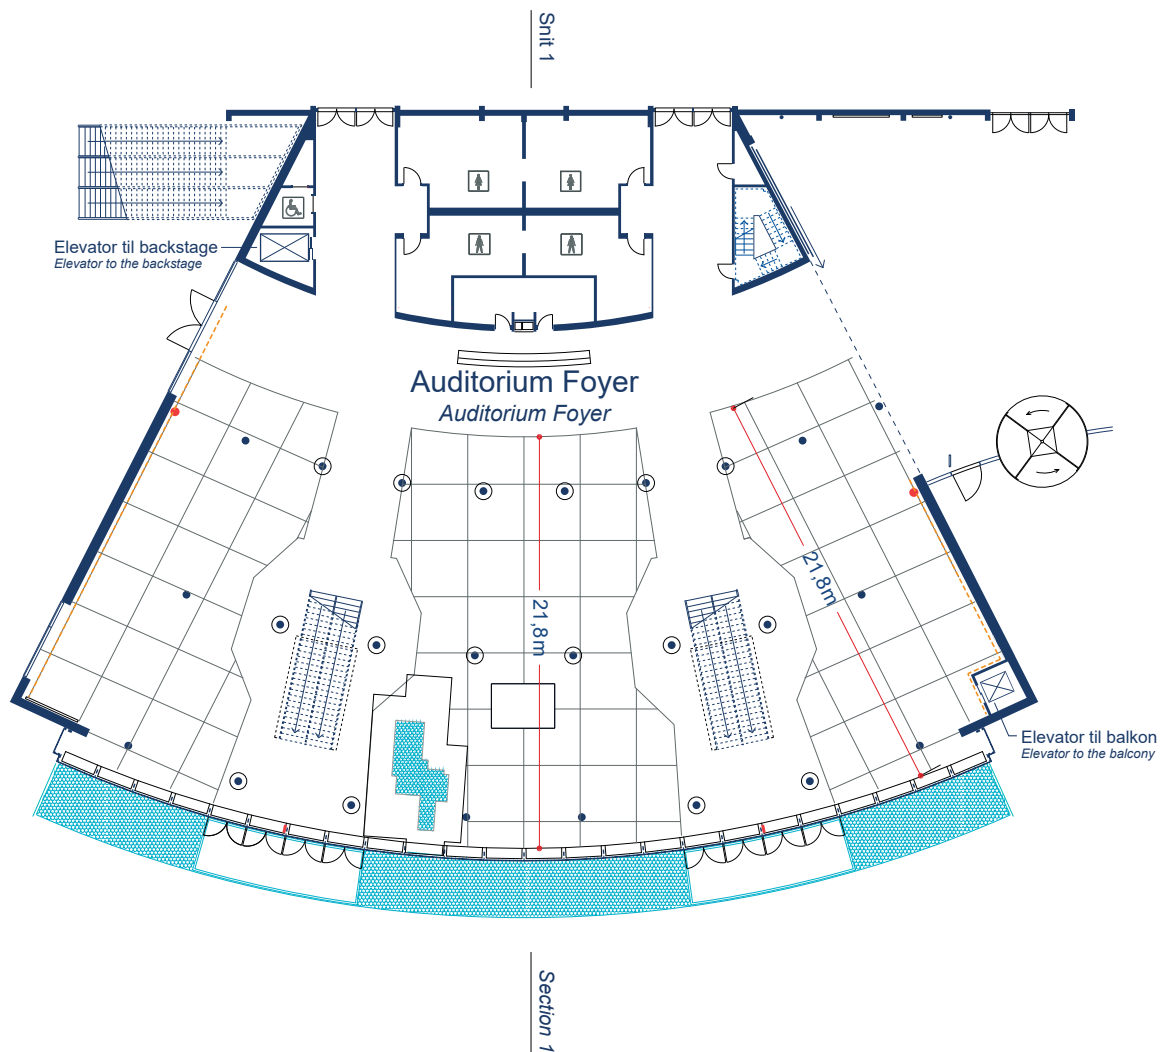 Snit 1
Elevator til backstage
Elevator to the backstage
Auditorium Foyer
Auditorium Foyer
21,8m
21,8m
Elevator til balkon
Elevator to the balcony
Section 1